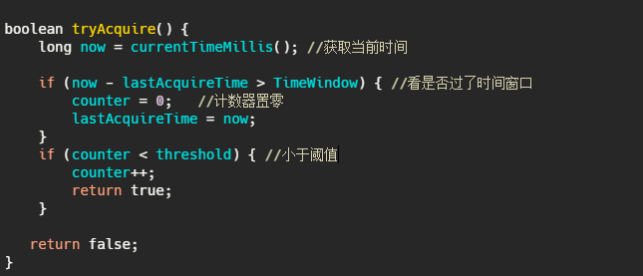 boolean tryAcquire() {
    long now = currentTimeMillis(); //获取当前时间
    if (now - lastAcquireTime > TimeWindow) { //看是否过了时间窗口
        counter = 0;   //计数器置零
        lastAcquireTime = now;
    }
    if (counter < threshold) { //小于阈值
        counter++;
        return true;
    }
   return false;
}